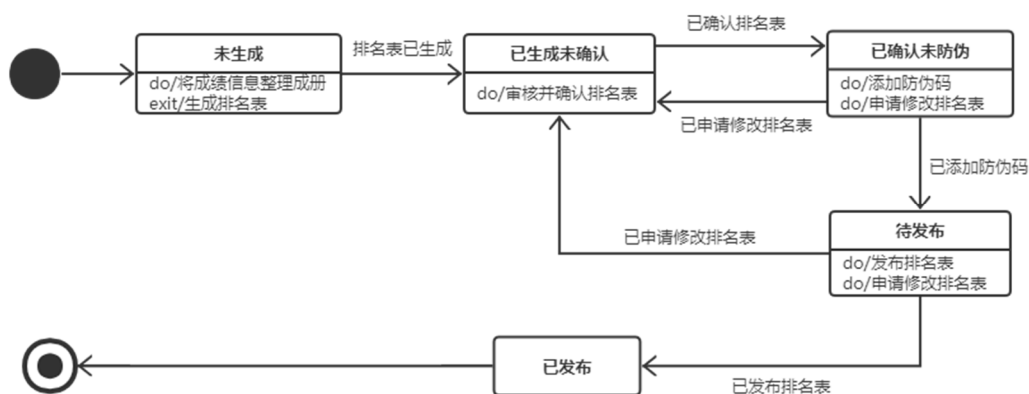 未生成
do/将成绩信息整理成册
exit/生成排名表
排名表已生成
已生成未确认
do/审核并确认排名表
已确认排名表
已确认未防伪
do/添加防伪码
do/申请修改排名表
已申请修改排名表
已添加防伪码
待发布
do/发布排名表
do/申请修改排名表
已申请修改排名表
已发布
已发布排名表